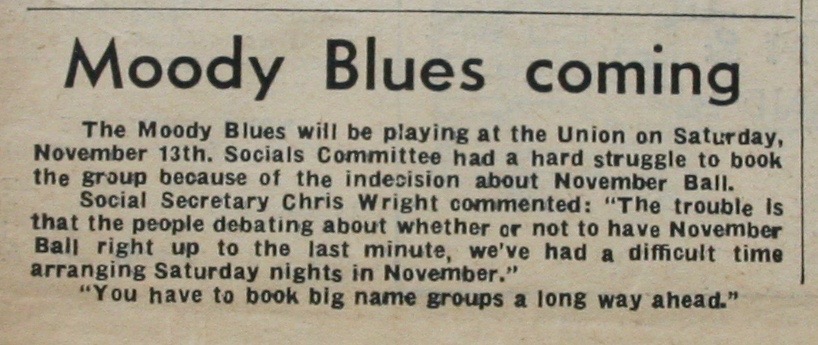 Moody Blues coming
The Moody Blues will be playing at the Union on Saturday,
November 13th. Socials Committee had a hard struggle to book
the group because of the indecision about November Ball.
Social Secretary Chris Wright commented: "The trouble is
that the people debating about whether or not to have November
Ball right up to the last minute, we've had a difficult time
arranging Saturday nights in November."
"You have to book big name groups a long way ahead."